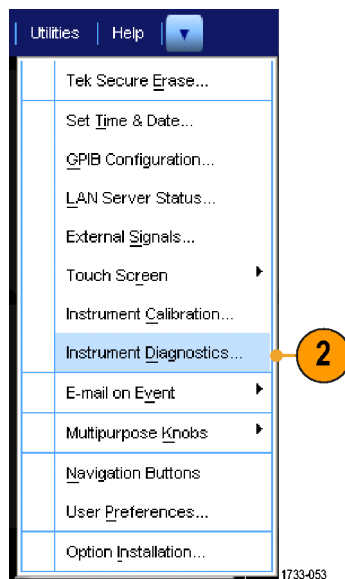 Utilities Help
Tek Secure Erase...
Set Time & Date...
GPIB Configuration...
LAN Server Status...
External Signals...
Touch Screen
Instrument Calibration...
Instrument Diagnostics...
2
E-mail on Event
Multipurpose Knobs
Navigation Buttons
User Preferences...
Option Installation...
1733-053